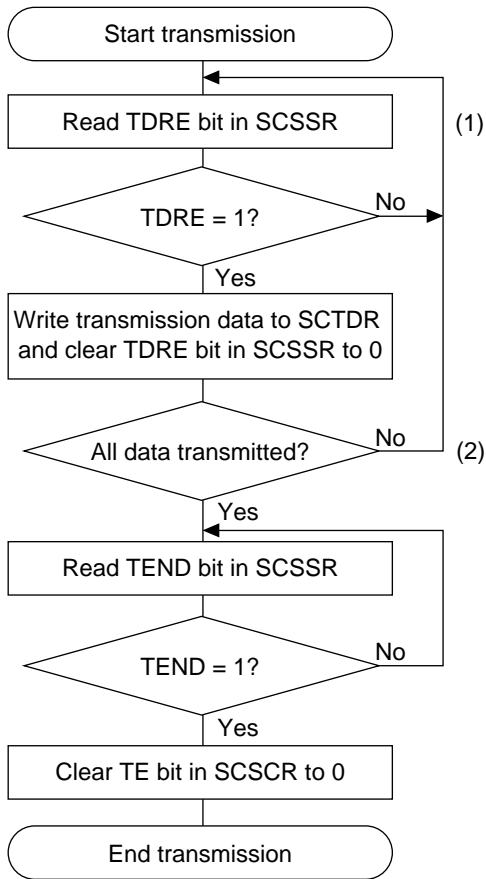 Start transmission
Read TDRE bit in SCSSR
(1)
TDRE = 1?
No
Yes
Write transmission data to SCTDR
and clear TDRE bit in SCSSR to 0
All data transmitted?
No
(2)
Yes
Read TEND bit in SCSSR
TEND = 1?
No
Yes
Clear TE bit in SCSCR to 0
End transmission